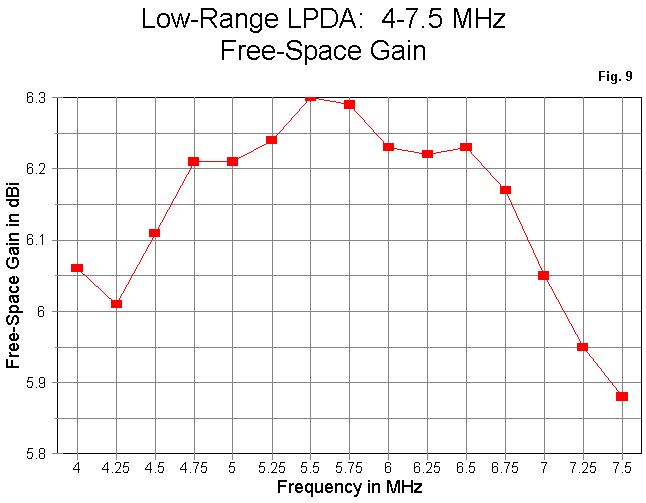 Low-Range LPDA:  4-7.5 MHz
Free-Space Gain
Fig. 9
Free-Space Gain in dBi
6.3
6.2
6.1
6
5.9
5.8
4 4.25 4.5 4.75 5 5.25 5.5 5.75 6 6.25 6.5 6.75 7 7.25 7.5
Frequency in MHz